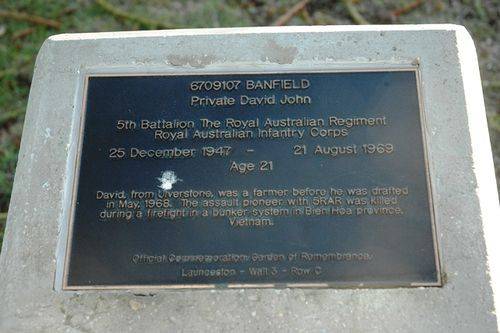 6709107 BANFIELD
Private David John
5th Battalion The Royal Australian Regiment
Royal Australian Infantry Corps
25 December 1947 - 21 August 1969
Age 21
David, from Ulverstone, was a farmer before he was drafted
in May, 1968. The assault pioneer with 5RAR was killed
during a firefight in a bunker system in Bien Hoa province,
Vietnam.
Official Commemoration: Garden of Remembrance,
Launceston - Wall 3 - Row C